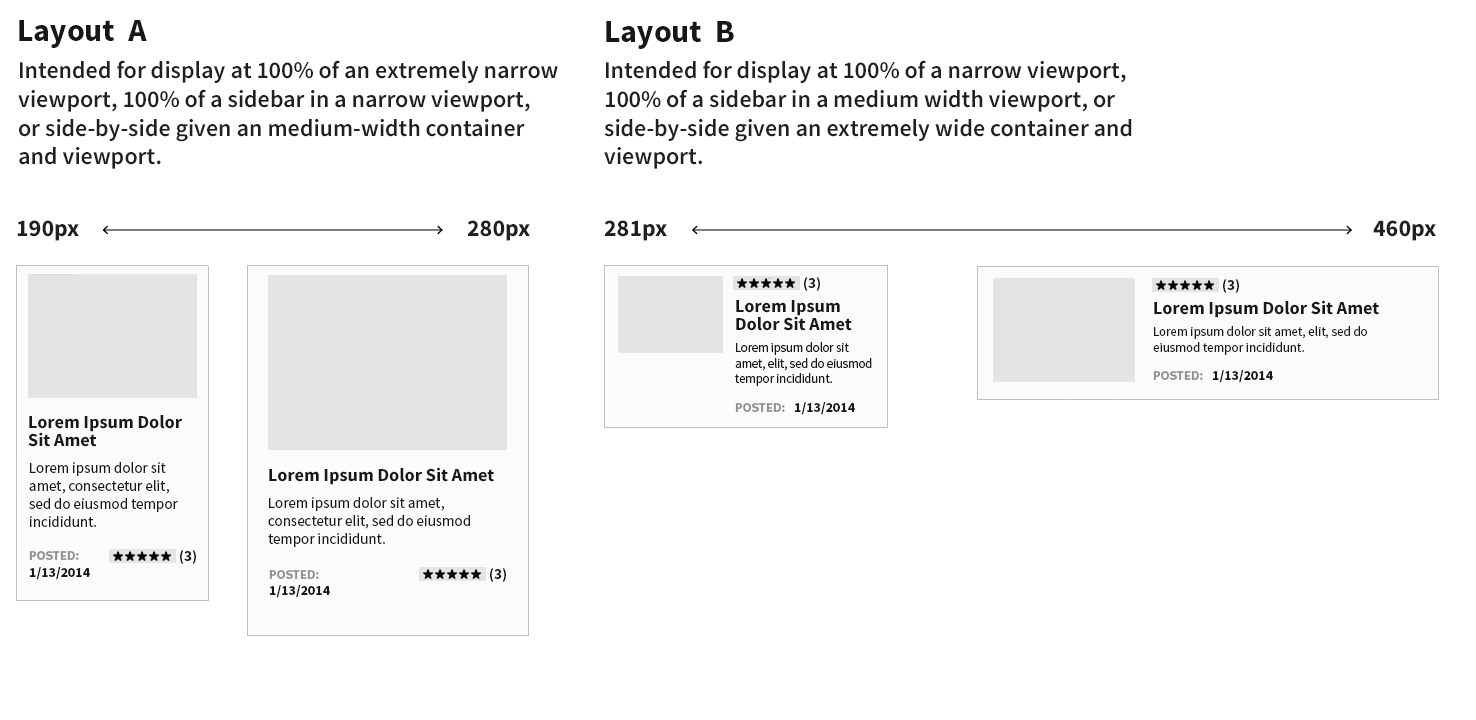 Layout A
Intended for display at 100% of an extremely narrow
viewport, 100% of a sidebar in a narrow viewport,
or side-by-side given an medium-width container
and viewport.
190px
280px
Lorem Ipsum Dolor
Sit Amet
Lorem ipsum dolor sit
amet, consectetur elit,
sed do eiusmod tempor
incididunt.
POSTED:
1/13/2014
★★★★★ (3)
Lorem Ipsum Dolor Sit Amet
Lorem ipsum dolor sit amet,
consectetur elit, sed do eiusmod
tempor incididunt.
POSTED:
1/13/2014
★★★★★ (3)
Layout B
Intended for display at 100% of a narrow viewport,
100% of a sidebar in a medium width viewport, or
side-by-side given an extremely wide container and
viewport.
281px
460px
★★★★★ (3)
Lorem Ipsum
Dolor Sit Amet
Lorem ipsum dolor sit
amet, elit, sed do eiusmod
tempor incididunt.
POSTED: 1/13/2014
★★★★★ (3)
Lorem Ipsum Dolor Sit Amet
Lorem ipsum dolor sit amet, elit, sed do
eiusmod tempor incididunt.
POSTED: 1/13/2014